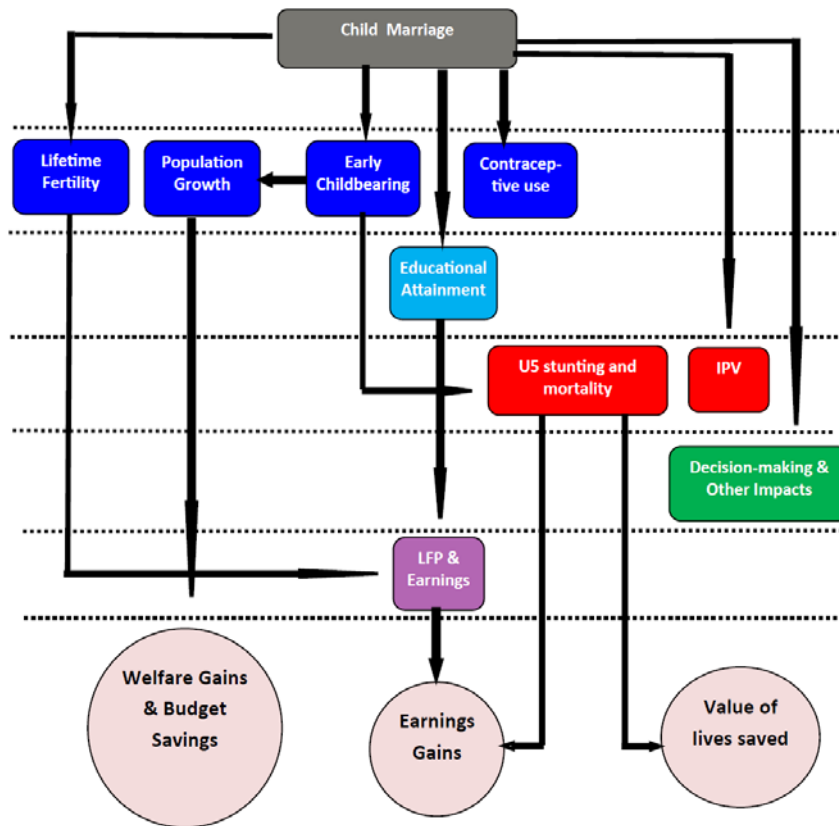 Child Marriage
Lifetime
Fertility
Population
Growth
Early
Childbearing
Contracep-
tive use
Educational
Attainment
U5 stunting and
mortality
IPV
Decision-making &
Other Impacts
LFP &
Earnings
Welfare Gains
& Budget
Savings
Earnings
Gains
Value of
lives saved